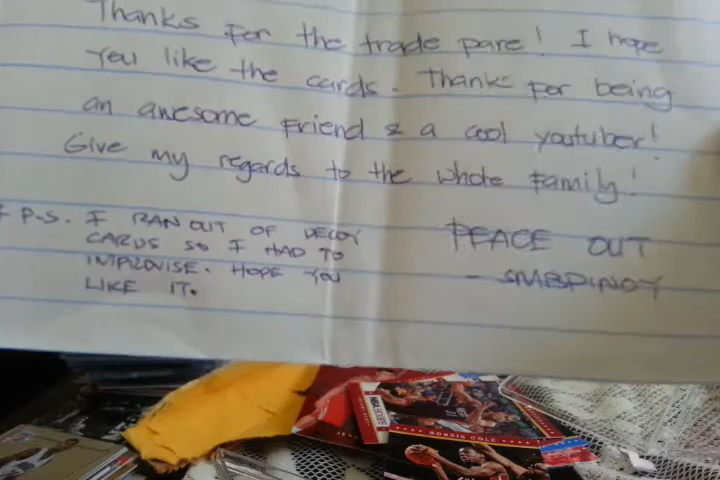 Thanks for the trade pare! I hope
you like the cards. Thanks for being
an awesome friend & a cool youtuber!
Give my regards to the whole family!
P.S. I RAN OUT OF DECOY
CARDS SO I HAD TO
IMPROVISE. HOPE YOU
LIKE IT.
PEACE OUT
- SMBPINOY
NORRIS COLE